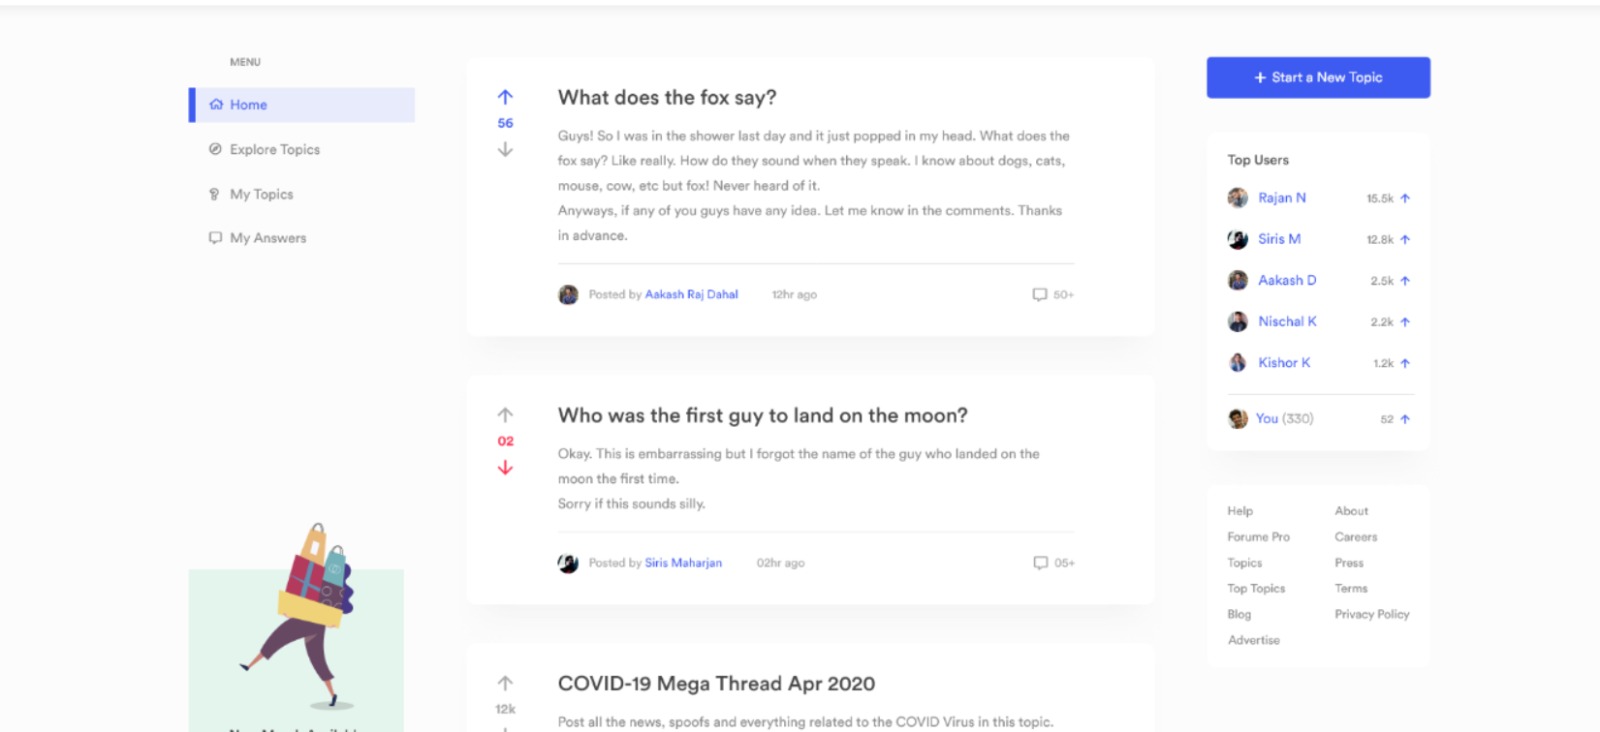 MENU
Home
Explore Topics
My Topics
My Answers
56
What does the fox say?
Guys! So I was in the shower last day and it just popped in my head. What does the
fox say? Like really. How do they sound when they speak. I know about dogs, cats,
mouse, cow, etc but fox! Never heard of it.
Anyways, if any of you guys have any idea. Let me know in the comments. Thanks
in advance.
Posted by Aakash Raj Dahal 12hr ago 50+
02
Who was the first guy to land on the moon?
Okay. This is embarrassing but I forgot the name of the guy who landed on the
moon the first time.
Sorry if this sounds silly.
Posted by Siris Maharjan 02hr ago 05+
12k
COVID-19 Mega Thread Apr 2020
Post all the news, spoofs and everything related to the COVID Virus in this topic.
+ Start a New Topic
Top Users
Rajan N 15.5k
Siris M 12.8k
Aakash D 2.5k
Nischal K 2.2k
Kishor K 1.2k
You (330) 52
Help About
Forume Pro Careers
Topics Press
Top Topics Terms
Blog Privacy Policy
Advertise